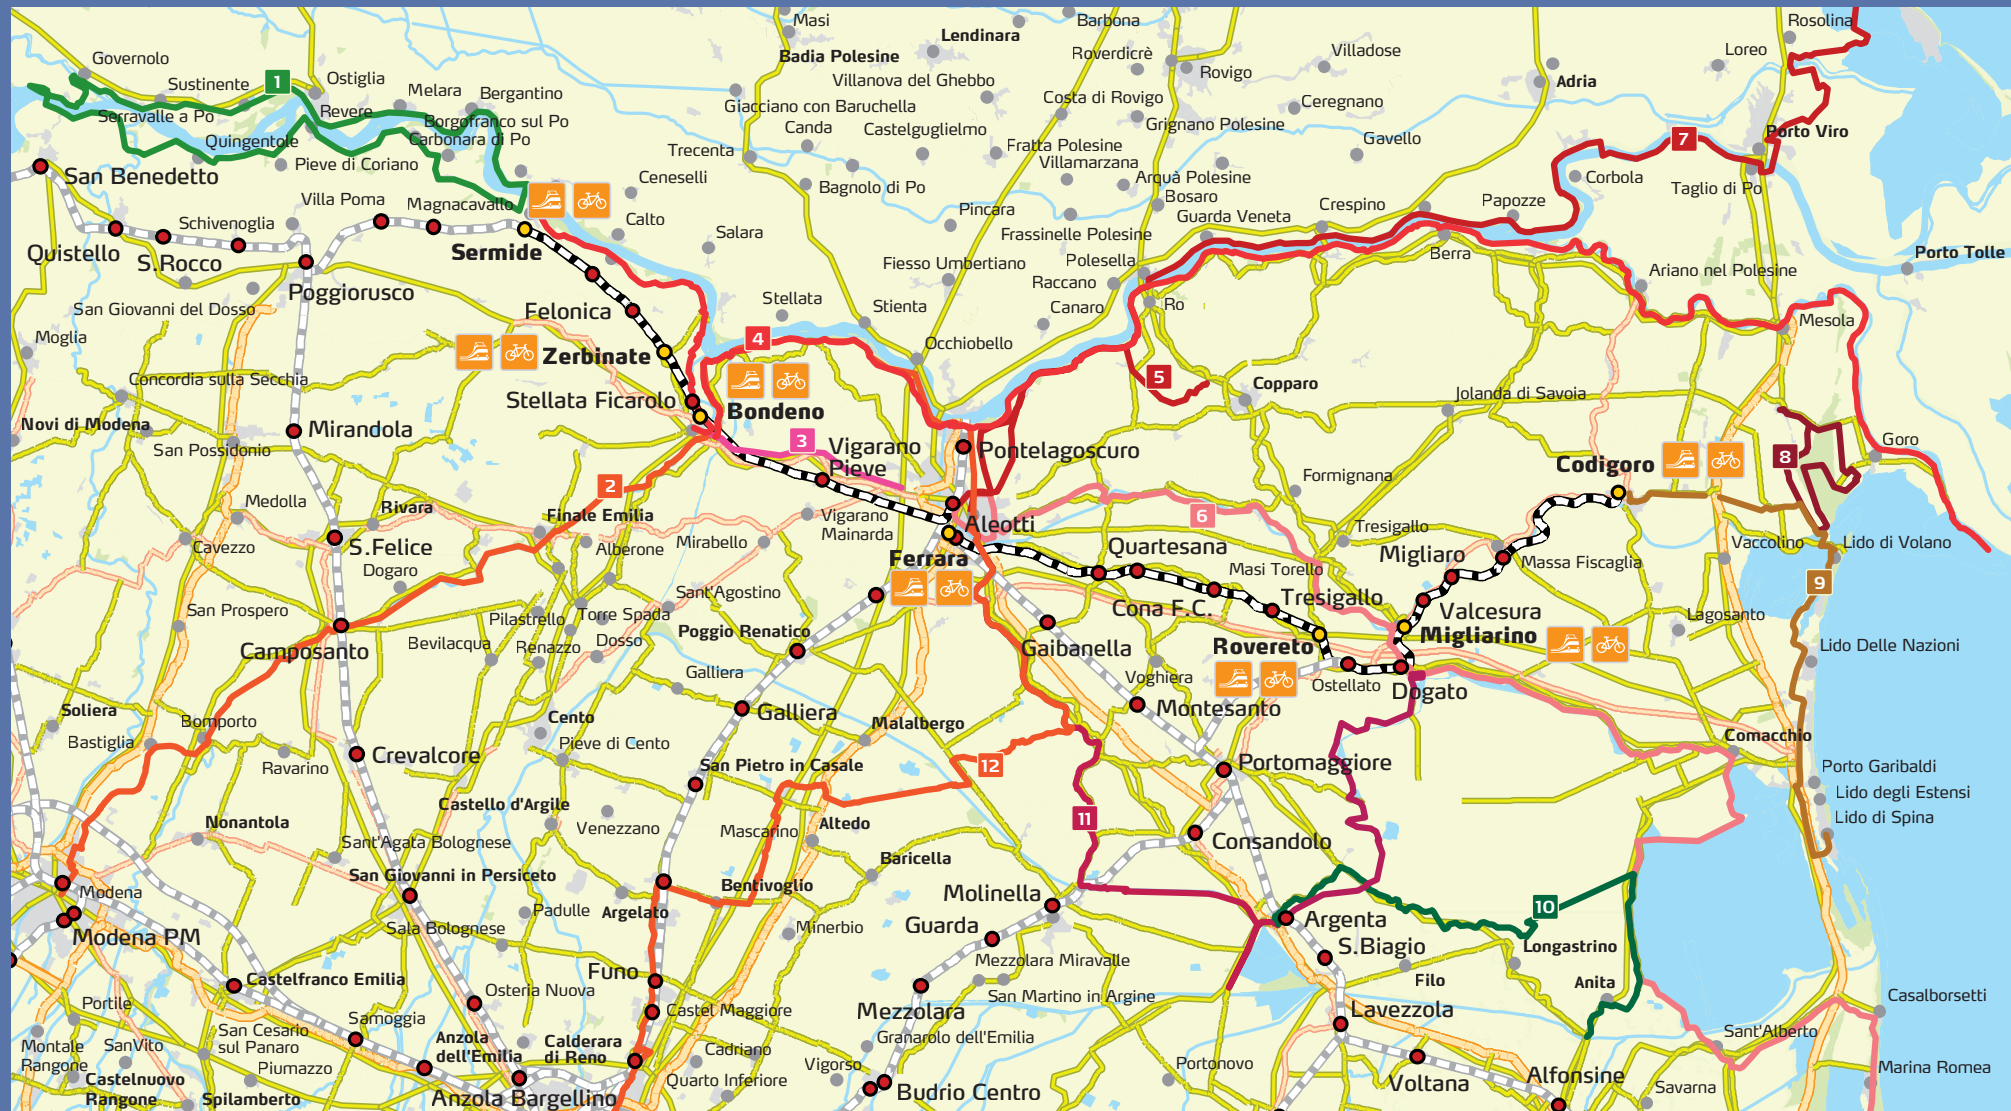 Masi
Barbona
Rosolina
Lendinara
Governolo
Badia Polesine
Roverdicrè
Villadose
Loreo
Sustinente
1
Ostiglia
Villanova del Ghebbo
Rovigo
Adria
Melara
Bergantino
Giacciano con Baruchella
Costa di Rovigo
Ceregnano
Serravalle a Po
Revere
Borgofranco sul Po
Canda
Castelguglielmo
Grignano Polesine
Quingentole
Carbonara di Po
Trecenta
Fratta Polesine
Gavello
7
Porto Viro
Pieve di Coriano
Villamarzana
San Benedetto
Ceneselli
Bagnolo di Po
Arquà Polesine
Corbola
Taglio di Po
Villa Poma
Magnacavallo
Bosaro
Crespino
Papozze
Schivenoglia
Calto
Pincara
Guarda Veneta
Quistello
S.Rocco
Sermide
Salara
Frassinelle Polesine
Berra
Porto Tolle
Fiesso Umbertiano
Polesella
Ariano nel Polesine
Poggiorusco
Raccano
San Giovanni del Dosso
Felonica
Stellata
Stienta
Canaro
Ro
Mesola
Moglia
4
Occhiobello
Zerbinate
Concordia sulla Secchia
5
Copparo
Jolanda di Savoia
Stellata Ficarolo
Bondeno
Novi di Modena
Mirandola
San Possidonio
3
Vigarano
Pieve
Pontelagoscuro
Goro
8
Codigoro
2
Formignana
Medolla
Rivara
Finale Emilia
Vigarano
Mainarda
6
Aleotti
Tresigallo
Cavezzo
S.Felice
Alberone
Mirabello
Ferrara
Quartesana
Migliaro
Massa Fiscaglia
Vaccolino
Lido di Volano
Dogaro
Masi Torello
9
Sant'Agostino
Cona F.C.
Tresigallo
Valcesura
San Prospero
Pilastrello
Torre Spada
Lagosanto
Poggio Renatico
Migliarino
Camposanto
Bevilacqua
Renazzo
Dosso
Gaibanella
Rovereto
Lido Delle Nazioni
Galliera
Voghiera
Ostellato
Dogato
Soliera
Bomporto
Cento
Galliera
Malalbergo
Montesanto
Bastiglia
Pieve di Cento
Comacchio
Ravarino
Crevalcore
San Pietro in Casale
12
Portomaggiore
Porto Garibaldi
Lido degli Estensi
Castello d'Argile
11
Lido di Spina
Nonantola
Venezzano
Mascarino
Altedo
Sant'Agata Bolognese
Consandolo
Baricella
San Giovanni in Persiceto
Bentivoglio
Modena
Molinella
10
Padulle
Argelato
Guarda
Argenta
Sala Bolognese
Minerbio
Modena PM
S.Biagio
Longastrino
Mezzolara Miravalle
Castelfranco Emilia
Funo
Filo
Anita
Osteria Nuova
San Martino in Argine
Casalborsetti
Portile
Castel Maggiore
Mezzolara
Lavezzola
Samoggia
San Cesario
sul Panaro
Sant'Alberto
Montale
Rangone
SanVito
Anzola
dell'Emilia
Calderara
di Reno
Cadriano
Granarolo dell'Emilia
Piumazzo
Vigorso
Portonovo
Marina Romea
Castelnuovo
Rangone
Quarto Inferiore
Voltana
Alfonsine
Savarna
Spilamberto
Anzola Bargellino
Budrio Centro